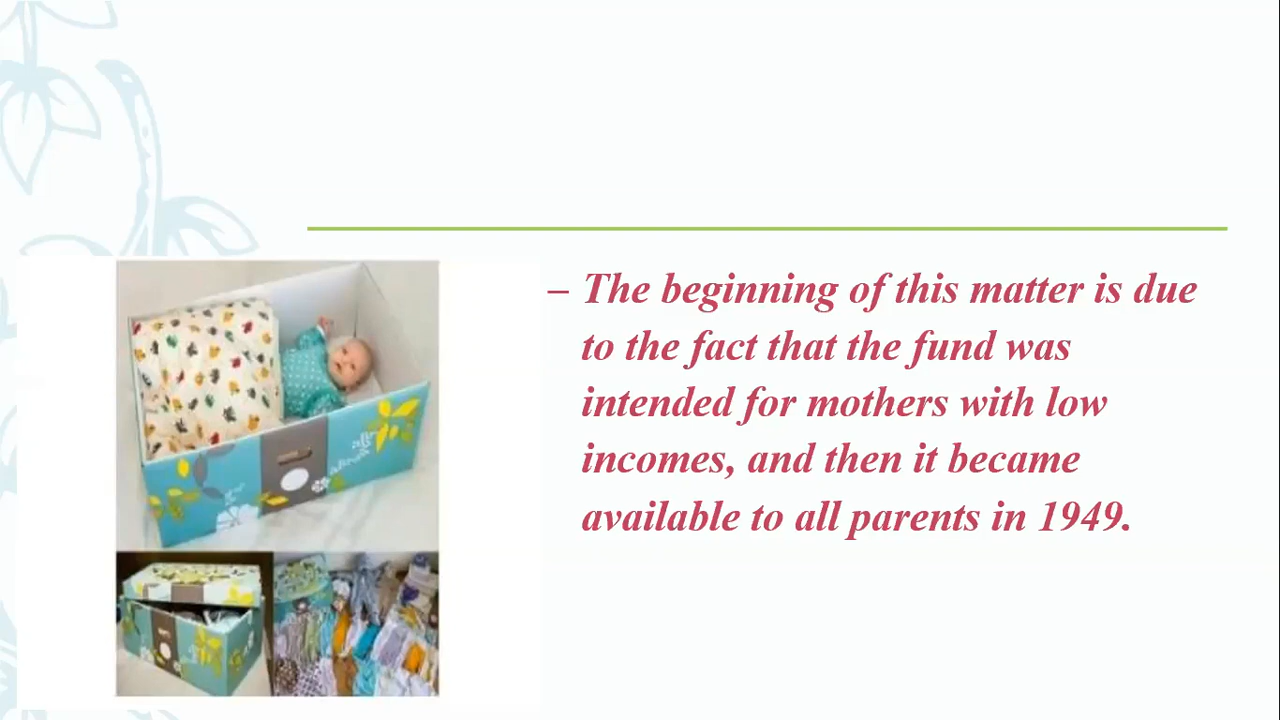 – The beginning of this matter is due
to the fact that the fund was
intended for mothers with low
incomes, and then it became
available to all parents in 1949.